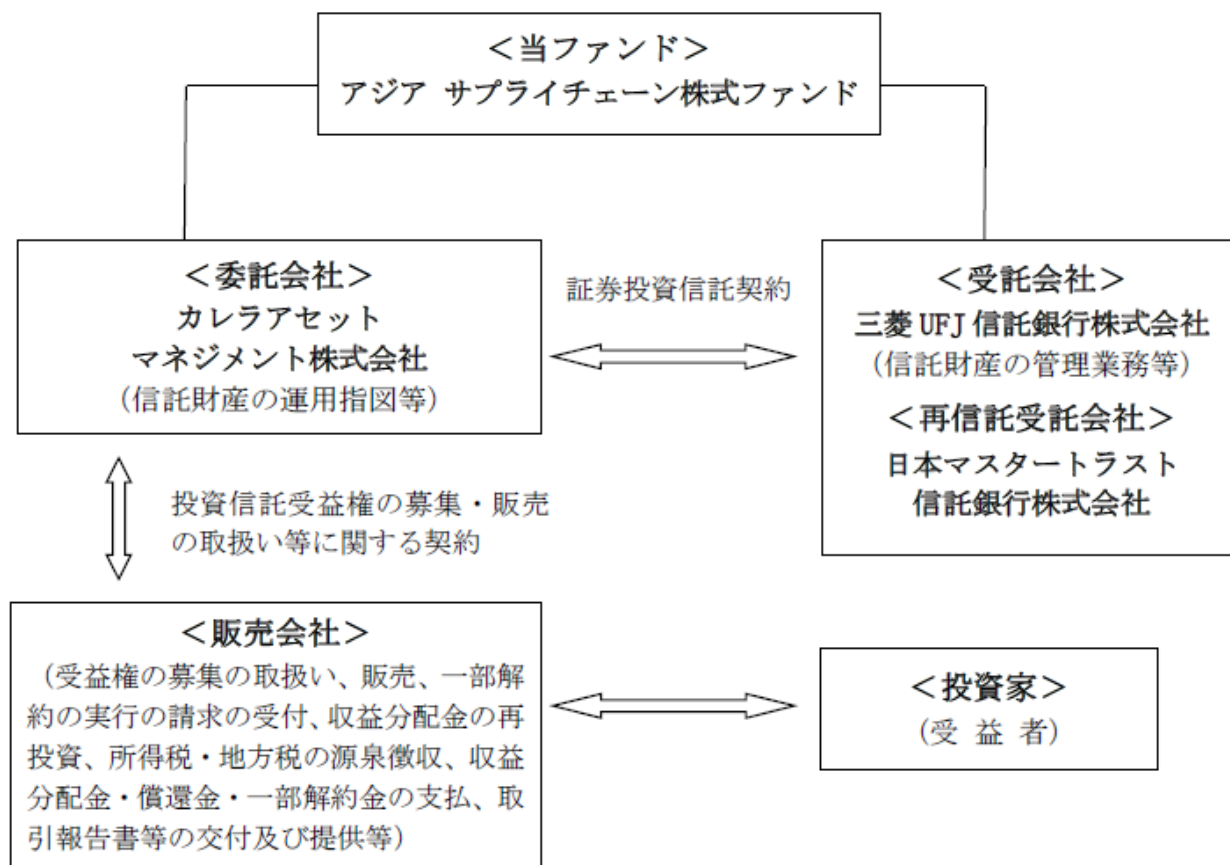 ＜当ファンド＞
アジア サプライチェーン株式ファンド
＜委託会社＞
カレラアセット
マネジメント株式会社
（信託財産の運用指図等）
証券投資信託契約
＜受託会社＞
三菱 UFJ 信託銀行株式会社
（信託財産の管理業務等）
＜再信託受託会社＞
日本マスタートラスト
信託銀行株式会社
投資信託受益権の募集・販売
の取扱い等に関する契約
＜販売会社＞
（受益権の募集の取扱い、販売、一部解
約の実行の請求の受付、収益分配金の再
投資、所得税・地方税の源泉徴収、収益
分配金・償還金・一部解約金の支払、取
引報告書等の交付及び提供等）
＜投資家＞
（受 益 者）